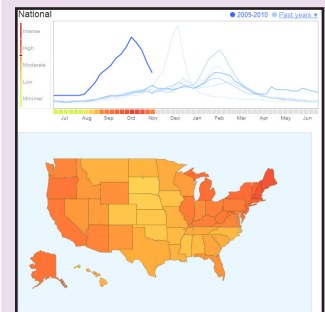 National
2009-2010 Past years ▼
Intense
High
Moderate
Low
Minimal
Jul Aug Sep Oct Nov Dec Jan Feb Mar Apr May Jun